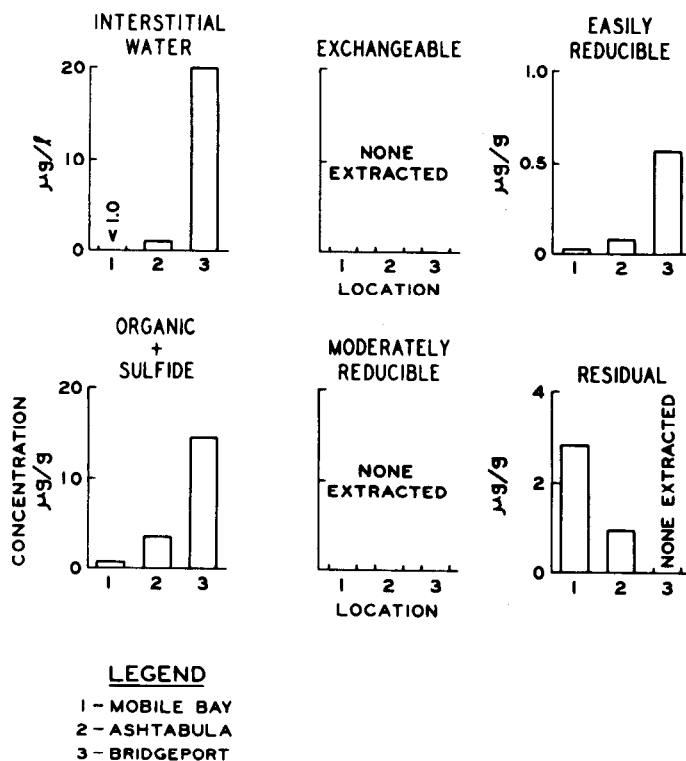 INTERSTITIAL
WATER
20
10
0
µg/l
< 1.0
1 2 3
EXCHANGEABLE
NONE
EXTRACTED
1 2 3
LOCATION
EASILY
REDUCIBLE
1.0
0.5
0
µg/g
1 2 3
ORGANIC
+
SULFIDE
20
10
0
CONCENTRATION
µg/g
1 2 3
MODERATELY
REDUCIBLE
NONE
EXTRACTED
1 2 3
LOCATION
RESIDUAL
4
2
0
µg/g
NONE EXTRACTED
1 2 3
LEGEND
1 - MOBILE BAY
2 - ASHTABULA
3 - BRIDGEPORT